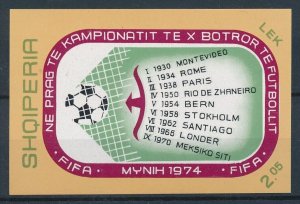 SHQIPERIA
NE PRAG TE KAMPIONATIT TE X BOTROR TE FUTBOLLIT
LEK
2.05
I 1930 MONTEVIDEO
II 1934 ROME
III 1938 PARIS
IV 1950 RIO DE ZHANEIRO
V 1954 BERN
VI 1958 STOKHOLM
VII 1962 SANTIAGO
VIII 1966 LONDER
IX 1970 MEKSIKO SITI
• FIFA • MYNIH 1974 • FIFA •